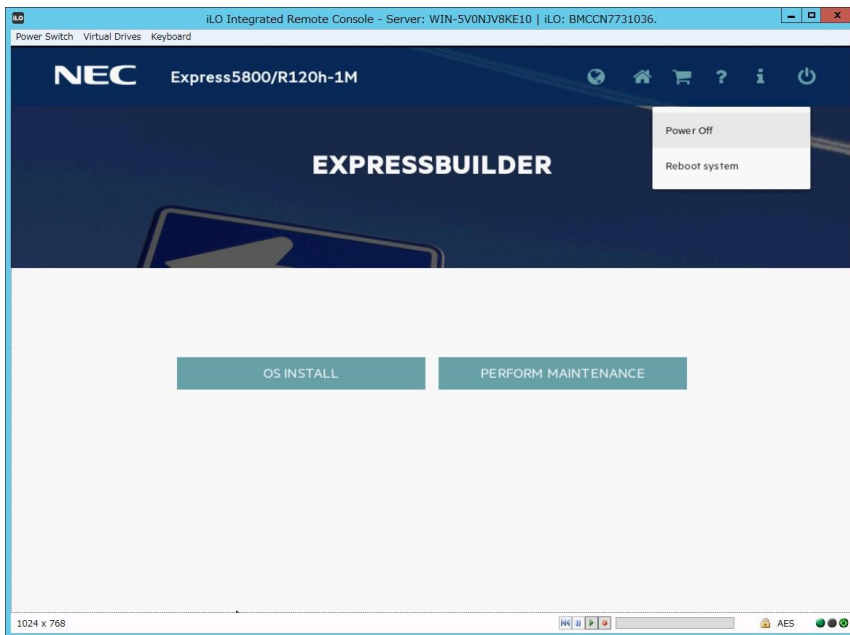 iLO
iLO Integrated Remote Console - Server: WIN-5V0NJV8KE10 | iLO: BMCCN7731036.
Power Switch Virtual Drives Keyboard
NEC Express5800/R120h-1M
Power Off
Reboot system
EXPRESSBUILDER
OS INSTALL PERFORM MAINTENANCE
1024 x 768 AES